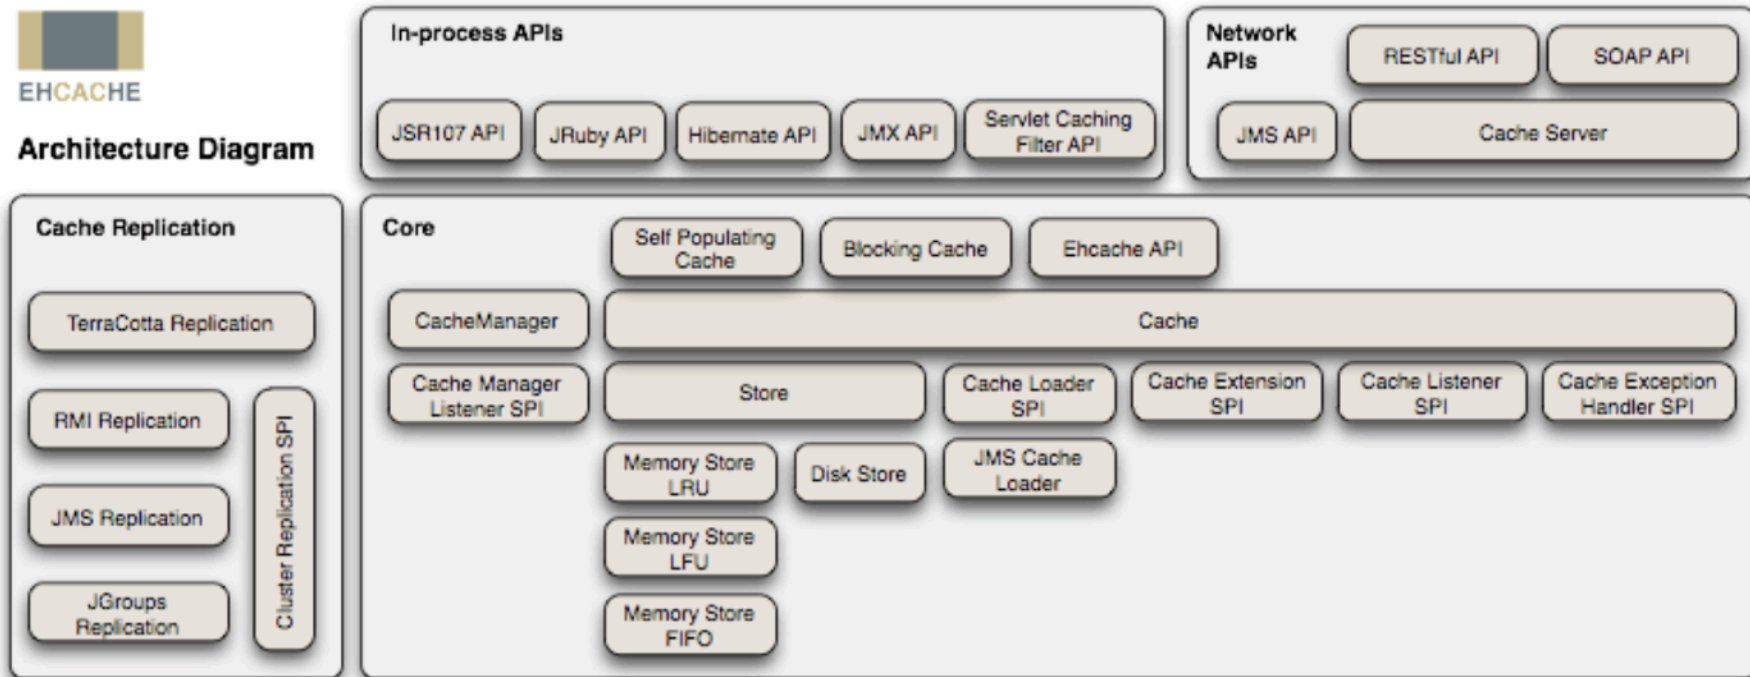 EHCACHE
Architecture Diagram
In-process APIs
JSR107 API
JRuby API
Hibernate API
JMX API
Servlet Caching
Filter API
Network
APIs
RESTful API
SOAP API
JMS API
Cache Server
Cache Replication
TerraCotta Replication
RMI Replication
JMS Replication
JGroups
Replication
Cluster Replication SPI
Core
Self Populating
Cache
Blocking Cache
Ehcache API
CacheManager
Cache
Cache Manager
Listener SPI
Store
Cache Loader
SPI
Cache Extension
SPI
Cache Listener
SPI
Cache Exception
Handler SPI
Memory Store
LRU
Disk Store
JMS Cache
Loader
Memory Store
LFU
Memory Store
FIFO